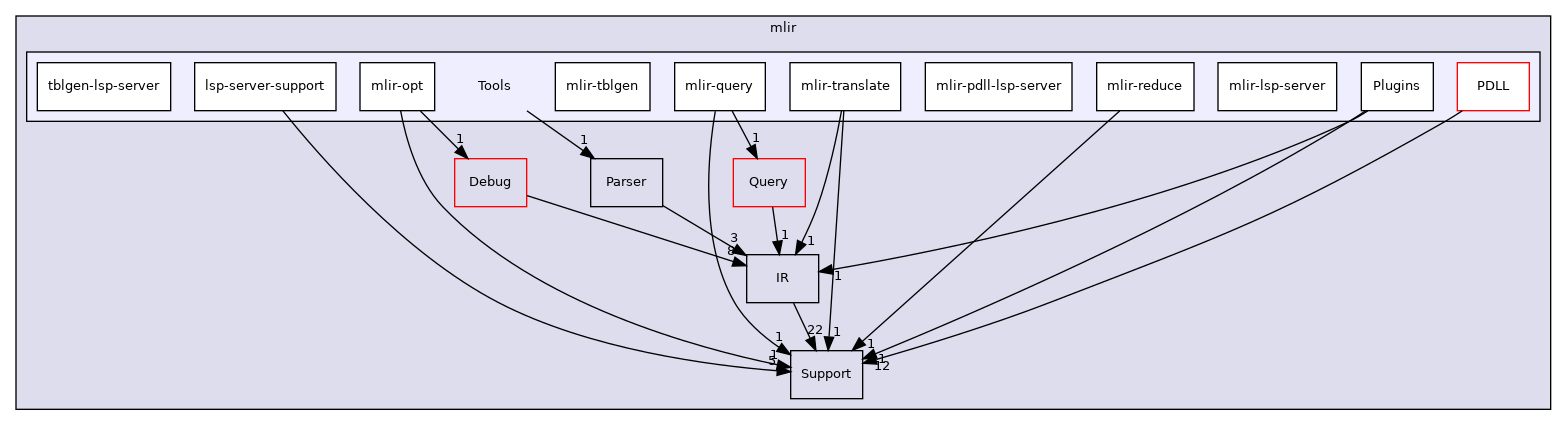 mlir
tblgen-lsp-server
lsp-server-support
mlir-opt
Tools
mlir-tblgen
mlir-query
mlir-translate
mlir-pdll-lsp-server
mlir-reduce
mlir-lsp-server
Plugins
PDLL
1
1
1
Debug
Parser
Query
3
1
1
8
IR
1
22
1
1
1
1
1
5
12
Support